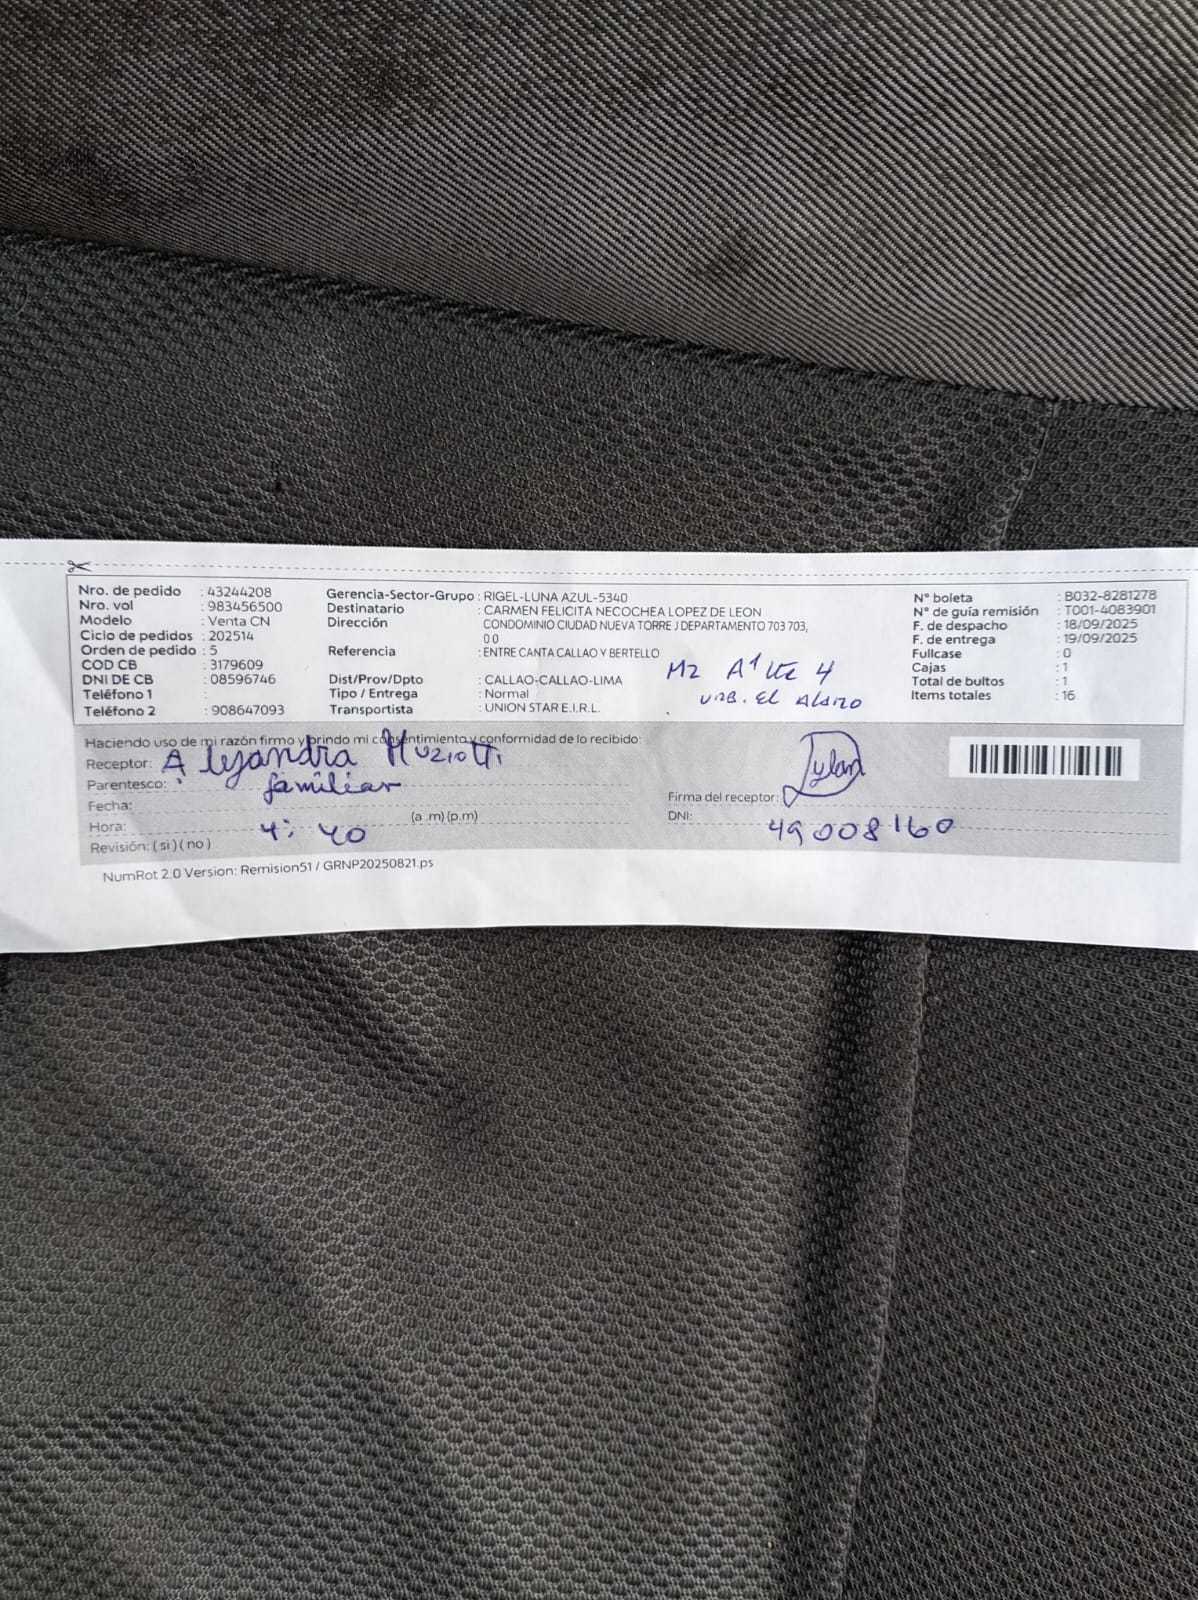 Nro. de pedido : 43244208
Nro. vol : 983456500
Modelo : Venta CN
Ciclo de pedidos : 202514
Orden de pedido : 5
COD CB : 3179609
DNI DE CB : 08596746
Teléfono 1 :
Teléfono 2 : 908647093
Gerencia-Sector-Grupo : RIGEL-LUNA AZUL-5340
Destinatario : CARMEN FELICITA NECOCHEA LOPEZ DE LEON
Dirección CONDOMINIO CIUDAD NUEVA TORRE J DEPARTAMENTO 703 703,
0 0
Referencia : ENTRE CANTA CALLAO Y BERTELLO
Dist/Prov/Dpto : CALLAO-CALLAO-LIMA
Tipo / Entrega : Normal
Transportista : UNION STAR E.I.R.L.
Mz A1 Lte 4
URB. El Alamo
N° boleta : B032-8281278
N° de guía remisión : T001-4083901
F. de despacho : 18/09/2025
F. de entrega : 19/09/2025
Fullcase : 0
Cajas : 1
Total de bultos : 1
Items totales : 16
Haciendo uso de mi razón firmo y brindo mi consentimiento y conformidad de lo recibido:
Receptor: Alejandra Muziotti
Parentesco: familiar
Fecha:
Hora: 4:40 (a .m) (p.m)
Revisión: ( si ) ( no )
Firma del receptor: Dylan
DNI: 49008160
NumRot 2.0 Version: Remision51 / GRNP20250821.ps